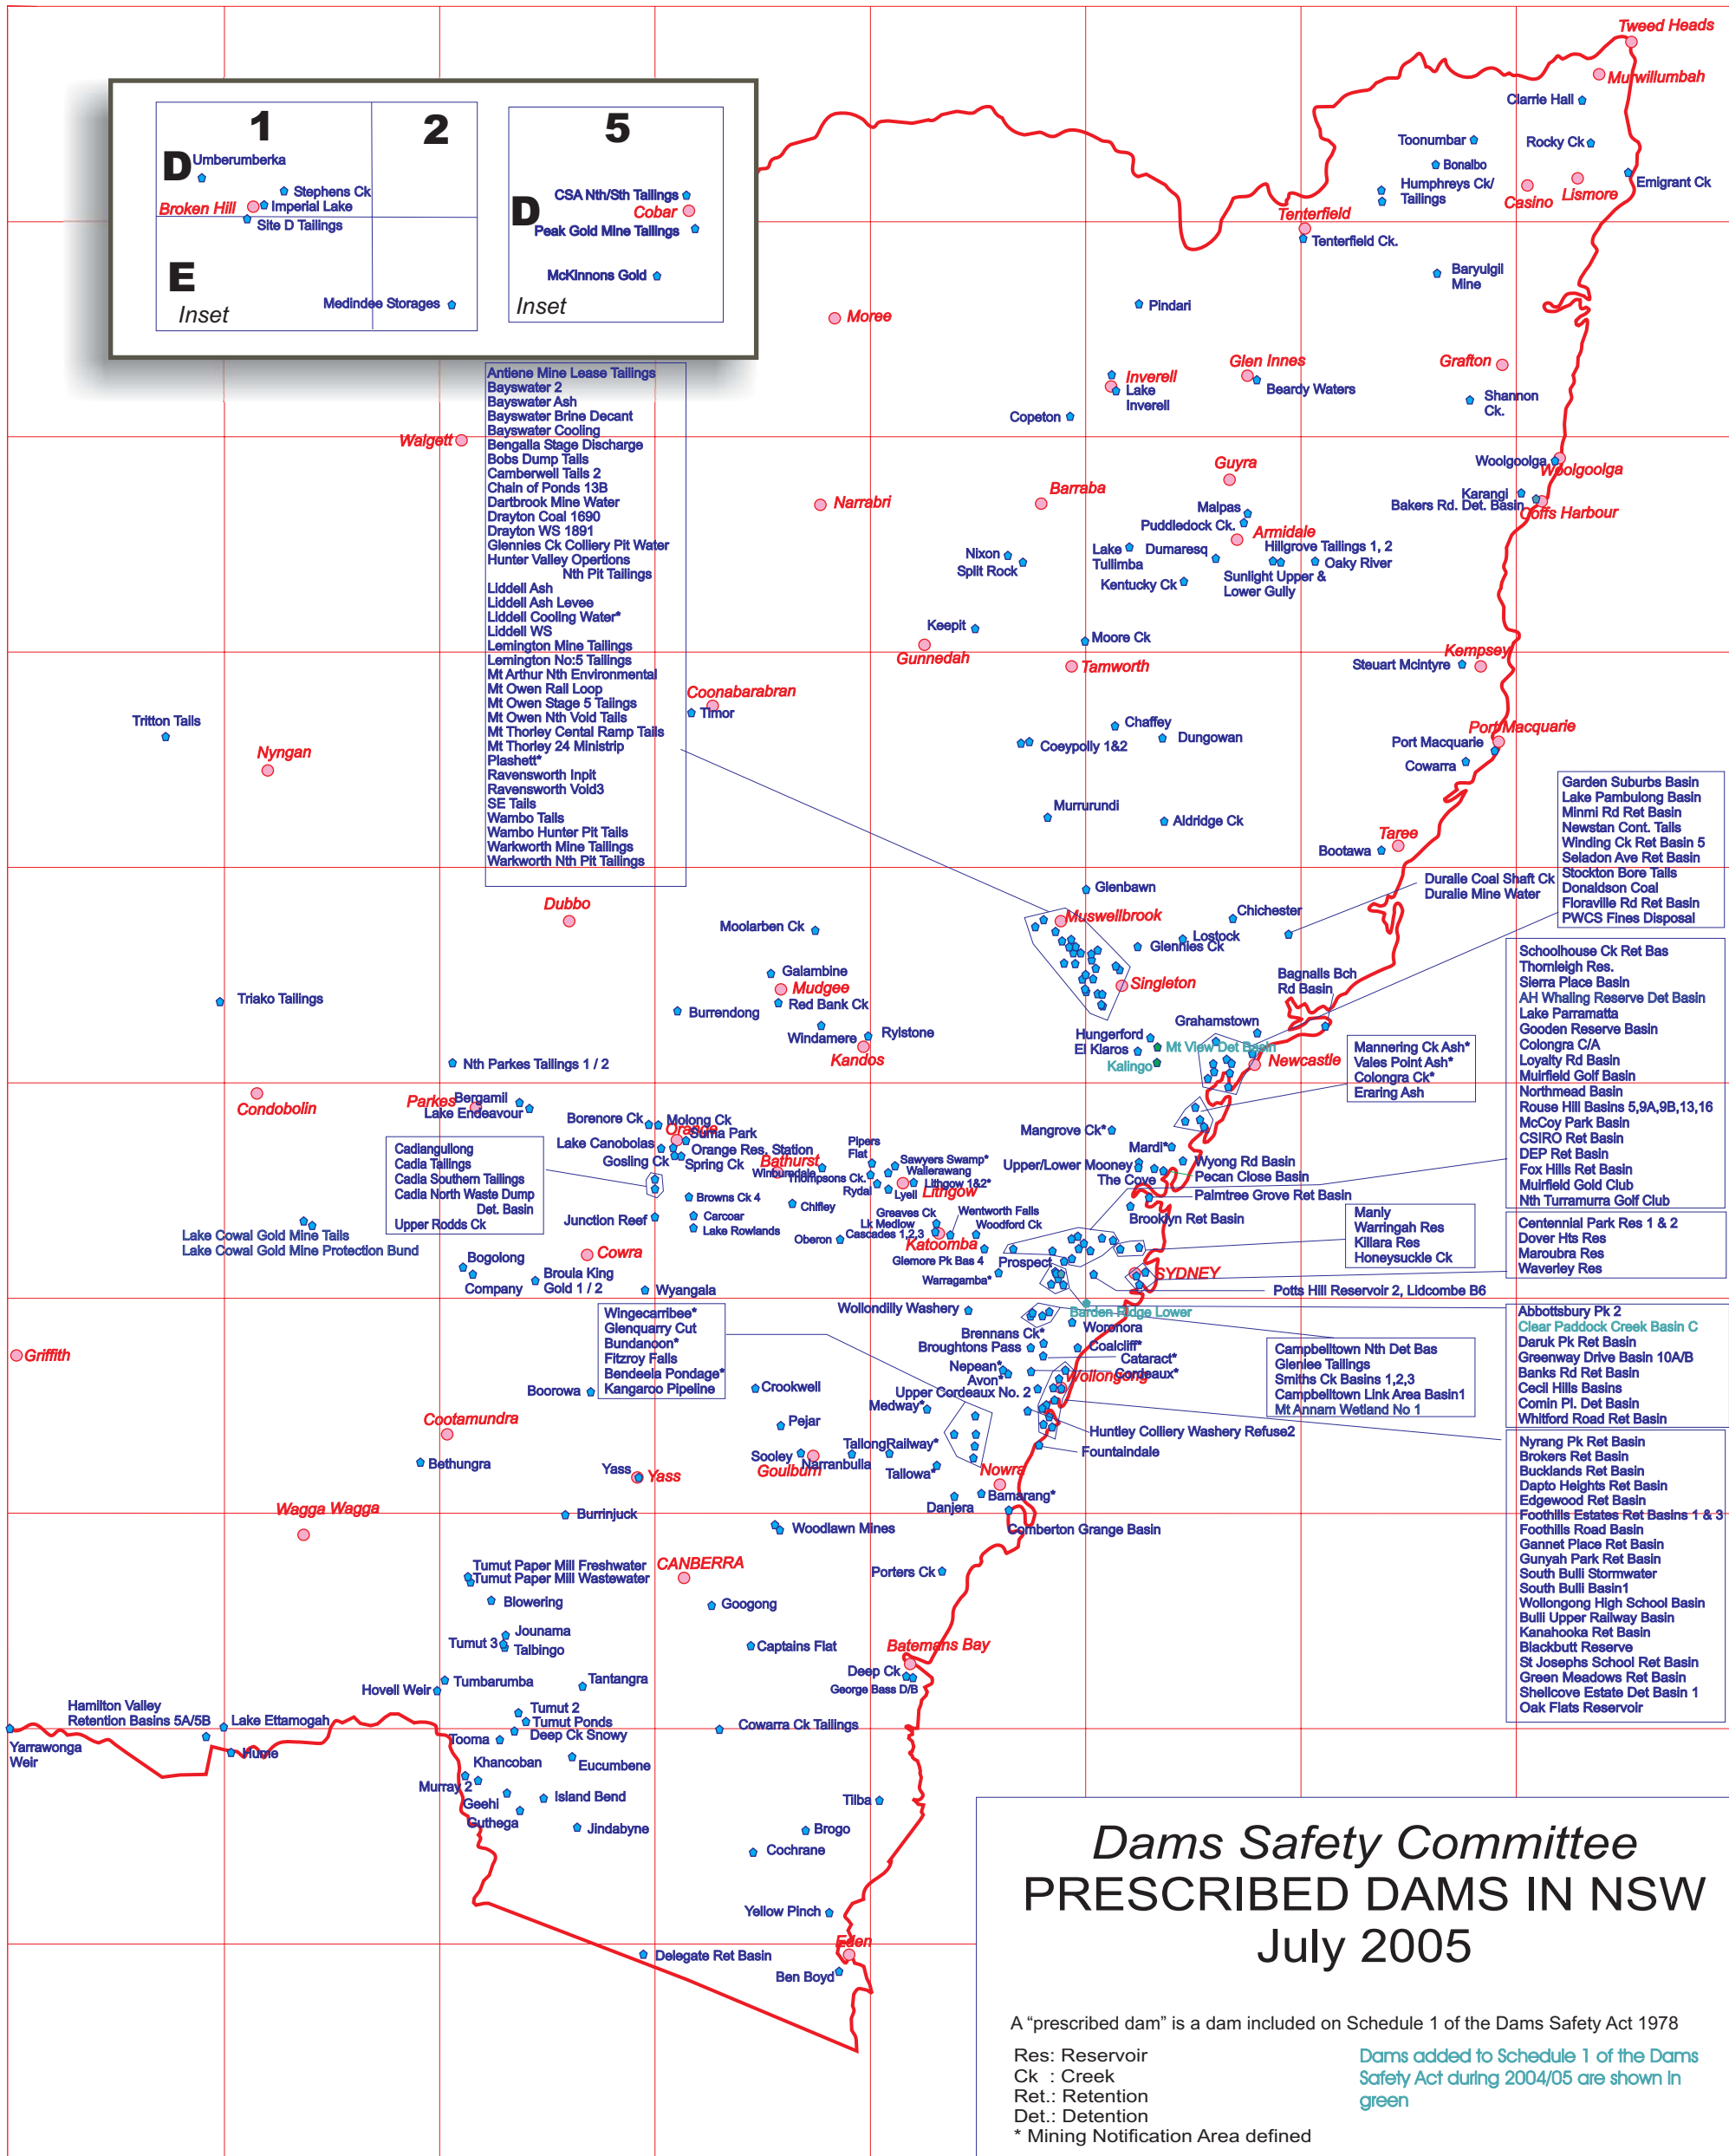 1
2
5
D
Umberumberka
Stephens Ck
Broken Hill
Imperial Lake
Site D Tailings
E
Inset
Medindee Storages
D
CSA Nth/Sth Tailings
Cobar
Peak Gold Mine Tailings
McKinnons Gold
Inset
Tweed Heads
Murwillumbah
Clarrie Hall
Toonumbar
Rocky Ck
Bonalbo
Humphreys Ck/
Tailings
Emigrant Ck
Casino
Lismore
Tenterfield
Tenterfield Ck.
Baryulgil
Mine
Pindari
Moree
Glen Innes
Grafton
Inverell
Lake
Inverell
Beardy Waters
Shannon
Ck.
Copeton
Walgett
Woolgoolga
Woolgoolga
Guyra
Karangi
Bakers Rd. Det. Basin
Coffs Harbour
Narrabri
Barraba
Malpas
Puddledock Ck.
Armidale
Nixon
Split Rock
Lake
Tullimba
Dumaresq
Hillgrove Tailings 1, 2
Oaky River
Kentucky Ck
Sunlight Upper &
Lower Gully
Keepit
Moore Ck
Gunnedah
Tamworth
Kempsey
Steuart McIntyre
Antiene Mine Lease Tailings
Bayswater 2
Bayswater Ash
Bayswater Brine Decant
Bayswater Cooling
Bengalla Stage Discharge
Bobs Dump Tails
Camberwell Tails 2
Chain of Ponds 13B
Dartbrook Mine Water
Drayton Coal 1690
Drayton WS 1891
Glennies Ck Colliery Pit Water
Hunter Valley Opertions
Nth Pit Tailings
Liddell Ash
Liddell Ash Levee
Liddell Cooling Water*
Liddell WS
Lemington Mine Tailings
Lemington No:5 Tailings
Mt Arthur Nth Environmental
Mt Owen Rail Loop
Mt Owen Stage 5 Tailngs
Mt Owen Nth Void Tails
Mt Thorley Cental Ramp Tails
Mt Thorley 24 Ministrip
Plashett*
Ravensworth Inpit
Ravensworth Void3
SE Tails
Wambo Tails
Wambo Hunter Pit Tails
Warkworth Mine Tailings
Warkworth Nth Pit Tailings
Coonabarabran
Timor
Tritton Tails
Nyngan
Chaffey
Coeypolly 1&2
Dungowan
Port Macquarie
Port Macquarie
Cowarra
Murrurundi
Aldridge Ck
Taree
Bootawa
Garden Suburbs Basin
Lake Pambulong Basin
Minmi Rd Ret Basin
Newstan Cont. Tails
Winding Ck Ret Basin 5
Seladon Ave Ret Basin
Stockton Bore Tails
Donaldson Coal
Floraville Rd Ret Basin
PWCS Fines Disposal
Duralie Coal Shaft Ck
Duralie Mine Water
Glenbawn
Dubbo
Moolarben Ck
Muswellbrook
Chichester
Lostock
Glennies Ck
Galambine
Mudgee
Red Bank Ck
Singleton
Bagnalls Bch
Rd Basin
Triako Tailings
Burrendong
Windamere
Rylstone
Kandos
Hungerford
El Klaros
Grahamstown
Mt View Det Basin
Kalingo
Newcastle
Nth Parkes Tailings 1 / 2
Mannering Ck Ash*
Vales Point Ash*
Colongra Ck*
Eraring Ash
Schoolhouse Ck Ret Bas
Thornleigh Res.
Sierra Place Basin
AH Whaling Reserve Det Basin
Lake Parramatta
Gooden Reserve Basin
Colongra C/A
Loyalty Rd Basin
Muirfield Golf Basin
Northmead Basin
Rouse Hill Basins 5,9A,9B,13,16
McCoy Park Basin
CSIRO Ret Basin
DEP Ret Basin
Fox Hills Ret Basin
Muirfield Gold Club
Nth Turramurra Golf Club
Condobolin
Parkes
Bergamil
Lake Endeavour
Borenore Ck
Molong Ck
Orange
Suma Park
Lake Canobolas
Orange Res. Station
Gosling Ck
Spring Ck
Bathurst
Winburndale
Pipers
Flat
Thompsons Ck.
Rydal
Sawyers Swamp*
Wallerawang
Lithgow 1&2*
Lyell
Lithgow
Mangrove Ck*
Mardi*
Upper/Lower Mooney
The Cove
Wyong Rd Basin
Pecan Close Basin
Palmtree Grove Ret Basin
Brooklyn Ret Basin
Cadiangullong
Cadia Tailings
Cadia Southern Tailings
Cadia North Waste Dump
Det. Basin
Upper Rodds Ck
Browns Ck 4
Chifley
Carcoar
Lake Rowlands
Junction Reef
Oberon
Greaves Ck
Lk Medlow
Cascades 1,2,3
Katoomba
Wentworth Falls
Woodford Ck
Lake Cowal Gold Mine Tails
Lake Cowal Gold Mine Protection Bund
Manly
Warringah Res
Killara Res
Honeysuckle Ck
Centennial Park Res 1 & 2
Dover Hts Res
Maroubra Res
Waverley Res
Bogolong
Company
Cowra
Broula King
Gold 1 / 2
Wyangala
Glemore Pk Bas 4
Prospect
Warragamba*
SYDNEY
Potts Hill Reservoir 2, Lidcombe B6
Wingecarribee*
Glenquarry Cut
Bundanoon*
Fitzroy Falls
Bendeela Pondage*
Kangaroo Pipeline
Wollondilly Washery
Barden Ridge Lower
Woronora
Brennans Ck*
Broughtons Pass
Coalcliff*
Cataract*
Cordeaux*
Nepean*
Avon*
Wollongong
Upper Cordeaux No. 2
Medway*
Campbelltown Nth Det Bas
Glenlee Tailings
Smiths Ck Basins 1,2,3
Campbelltown Link Area Basin1
Mt Annam Wetland No 1
Abbottsbury Pk 2
Clear Paddock Creek Basin C
Daruk Pk Ret Basin
Greenway Drive Basin 10A/B
Banks Rd Ret Basin
Cecil Hills Basins
Comin Pl. Det Basin
Whitford Road Ret Basin
Griffith
Boorowa
Crookwell
Pejar
Cootamundra
Bethungra
Yass
Yass
Sooley
Goulburn
Narranbulla
TallongRailway*
Tallowa*
Huntley Colliery Washery Refuse2
Fountaindale
Nowra
Bamarang*
Danjera
Comberton Grange Basin
Nyrang Pk Ret Basin
Brokers Ret Basin
Bucklands Ret Basin
Dapto Heights Ret Basin
Edgewood Ret Basin
Foothills Estates Ret Basins 1 & 3
Foothills Road Basin
Gannet Place Ret Basin
Gunyah Park Ret Basin
South Bulli Stormwater
South Bulli Basin1
Wollongong High School Basin
Bulli Upper Railway Basin
Kanahooka Ret Basin
Blackbutt Reserve
St Josephs School Ret Basin
Green Meadows Ret Basin
Shellcove Estate Det Basin 1
Oak Flats Reservoir
Wagga Wagga
Burrinjuck
Woodlawn Mines
Tumut Paper Mill Freshwater
Tumut Paper Mill Wastewater
CANBERRA
Porters Ck
Blowering
Googong
Jounama
Tumut 3
Talbingo
Captains Flat
Batemans Bay
Deep Ck
George Bass D/B
Tumbarumba
Hovell Weir
Tantangra
Hamilton Valley
Retention Basins 5A/5B
Lake Ettamogah
Yarrawonga
Weir
Hume
Tumut 2
Tumut Ponds
Deep Ck Snowy
Tooma
Cowarra Ck Tailings
Khancoban
Eucumbene
Murray 2
Geehi
Island Bend
Guthega
Jindabyne
Tilba
Brogo
Cochrane
Yellow Pinch
Eden
Delegate Ret Basin
Ben Boyd
Dams Safety Committee
PRESCRIBED DAMS IN NSW
July 2005
A “prescribed dam” is a dam included on Schedule 1 of the Dams Safety Act 1978
Res: Reservoir
Ck : Creek
Ret.: Retention
Det.: Detention
* Mining Notification Area defined
Dams added to Schedule 1 of the Dams
Safety Act during 2004/05 are shown in
green